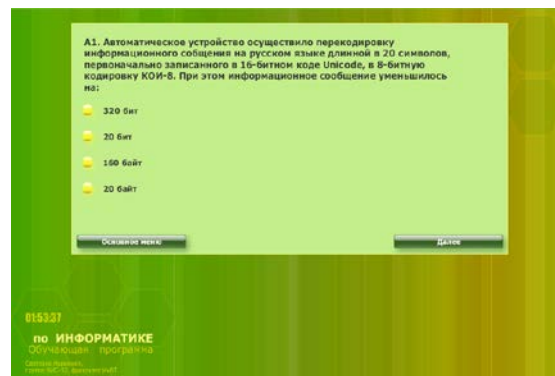 А1. Автоматическое устройство осуществило перекодировку
информационного сообщения на русском языке длинной в 20 символов,
первоначально записанного в 16-битном коде Unicode, в 8-битную
кодировку КОИ-8. При этом информационное сообщение уменьшилось
на:
320 бит
20 бит
160 байт
20 байт
Основное меню
Далее
01:53:37
по ИНФОРМАТИКЕ
Обучающая программа